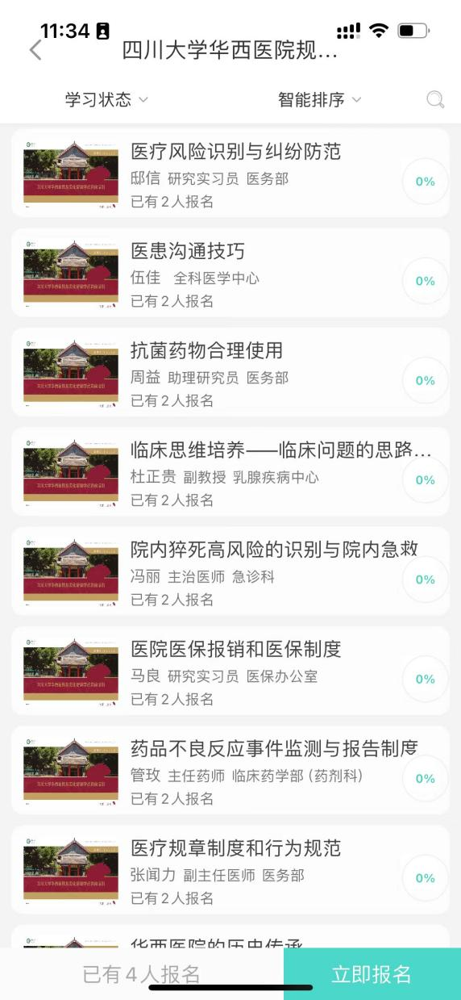 11:34
四川大学华西医院规...
学习状态
智能排序
医疗风险识别与纠纷防范
邸信 研究实习员 医务部
已有2人报名
0%
医患沟通技巧
伍佳 全科医学中心
已有2人报名
0%
抗菌药物合理使用
周益 助理研究员 医务部
已有2人报名
0%
临床思维培养——临床问题的思路...
杜正贵 副教授 乳腺疾病中心
已有2人报名
0%
院内猝死高风险的识别与院内急救
冯丽 主治医师 急诊科
已有2人报名
0%
医院医保报销和医保制度
马良 研究实习员 医保办公室
已有2人报名
0%
药品不良反应事件监测与报告制度
管玫 主任药师 临床药学部(药剂科)
已有2人报名
0%
医疗规章制度和行为规范
张闻力 副主任医师 医务部
已有2人报名
0%
华西医院的历史传承
已有4人报名
立即报名